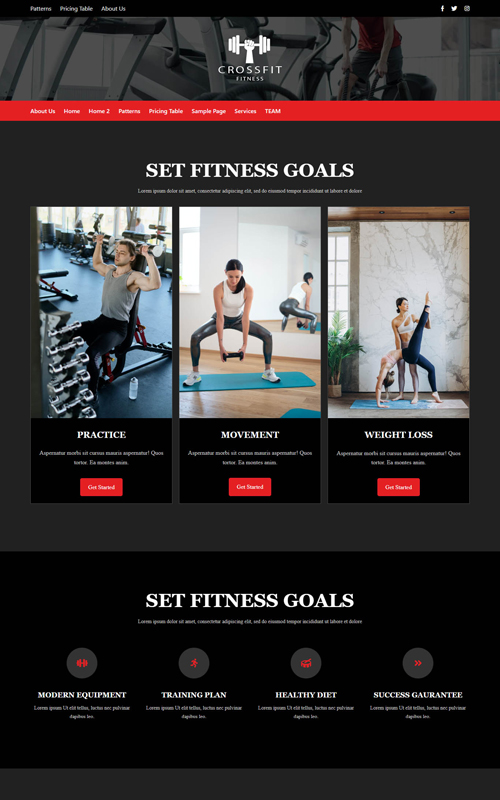 Patterns Pricing Table About Us
CROSSFIT
FITNESS
About Us Home Home 2 Patterns Pricing Table Sample Page Services TEAM
SET FITNESS GOALS
Lorem ipsum dolor sit amet, consectetur adipiscing elit, sed do eiusmod tempor incididunt ut labore et dolore
PRACTICE
Aspernatur morbi sit cursus mauris aspernatur! Quos
tortor. Ea montes anim.
Get Started
MOVEMENT
Aspernatur morbi sit cursus mauris aspernatur! Quos
tortor. Ea montes anim.
Get Started
WEIGHT LOSS
Aspernatur morbi sit cursus mauris aspernatur! Quos
tortor. Ea montes anim.
Get Started
SET FITNESS GOALS
Lorem ipsum dolor sit amet, consectetur adipiscing elit, sed do eiusmod tempor incididunt ut labore et dolore
MODERN EQUIPMENT
Lorem ipsum Ut elit tellus, luctus nec pulvinar
dapibus leo.
TRAINING PLAN
Lorem ipsum Ut elit tellus, luctus nec pulvinar
dapibus leo.
HEALTHY DIET
Lorem ipsum Ut elit tellus, luctus nec pulvinar
dapibus leo.
SUCCESS GAURANTEE
Lorem ipsum Ut elit tellus, luctus nec pulvinar
dapibus leo.